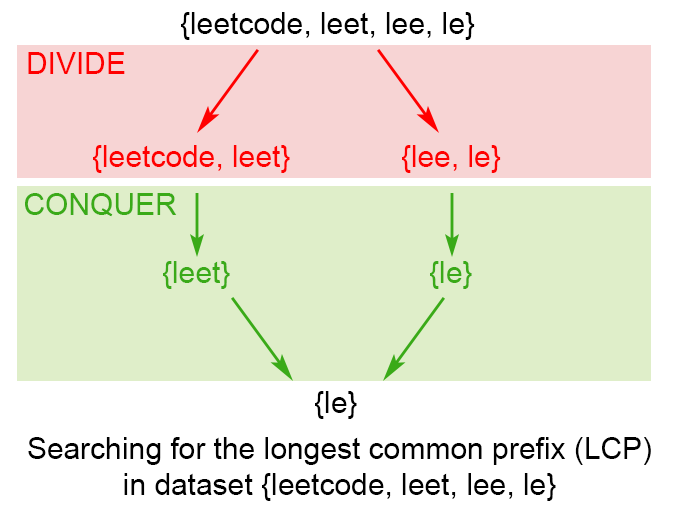 {leetcode, leet, lee, le}
DIVIDE
{leetcode, leet} {lee, le}
CONQUER
{leet} {le}
{le}
Searching for the longest common prefix (LCP)
in dataset {leetcode, leet, lee, le}